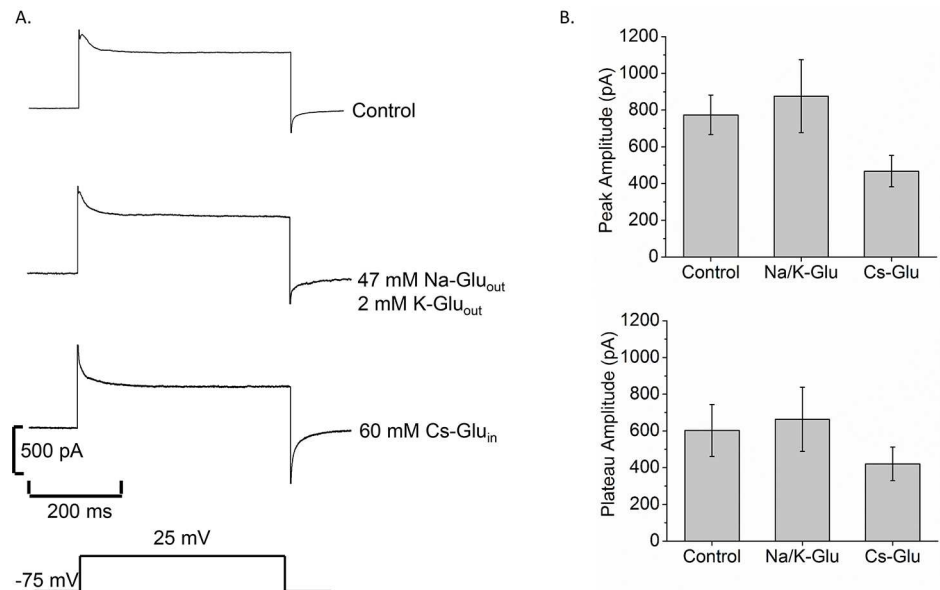 A.
Control
47 mM Na-Glu_out
2 mM K-Glu_out
60 mM Cs-Glu_in
500 pA
200 ms
25 mV
-75 mV
B.
Peak Amplitude (pA)
1200
1000
800
600
400
200
0
Control Na/K-Glu Cs-Glu
Plateau Amplitude (pA)
1200
1000
800
600
400
200
0
Control Na/K-Glu Cs-Glu